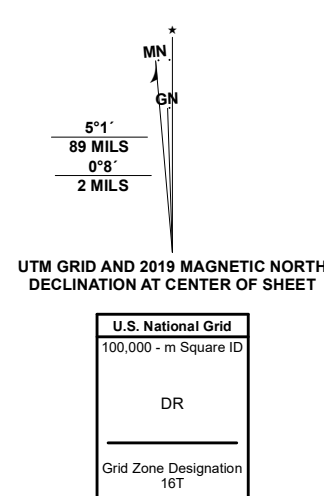 ★
MN
GN
5°1´
89 MILS
0°8´
2 MILS
UTM GRID AND 2019 MAGNETIC NORTH
DECLINATION AT CENTER OF SHEET
U.S. National Grid
100,000 - m Square ID
DR
Grid Zone Designation
16T